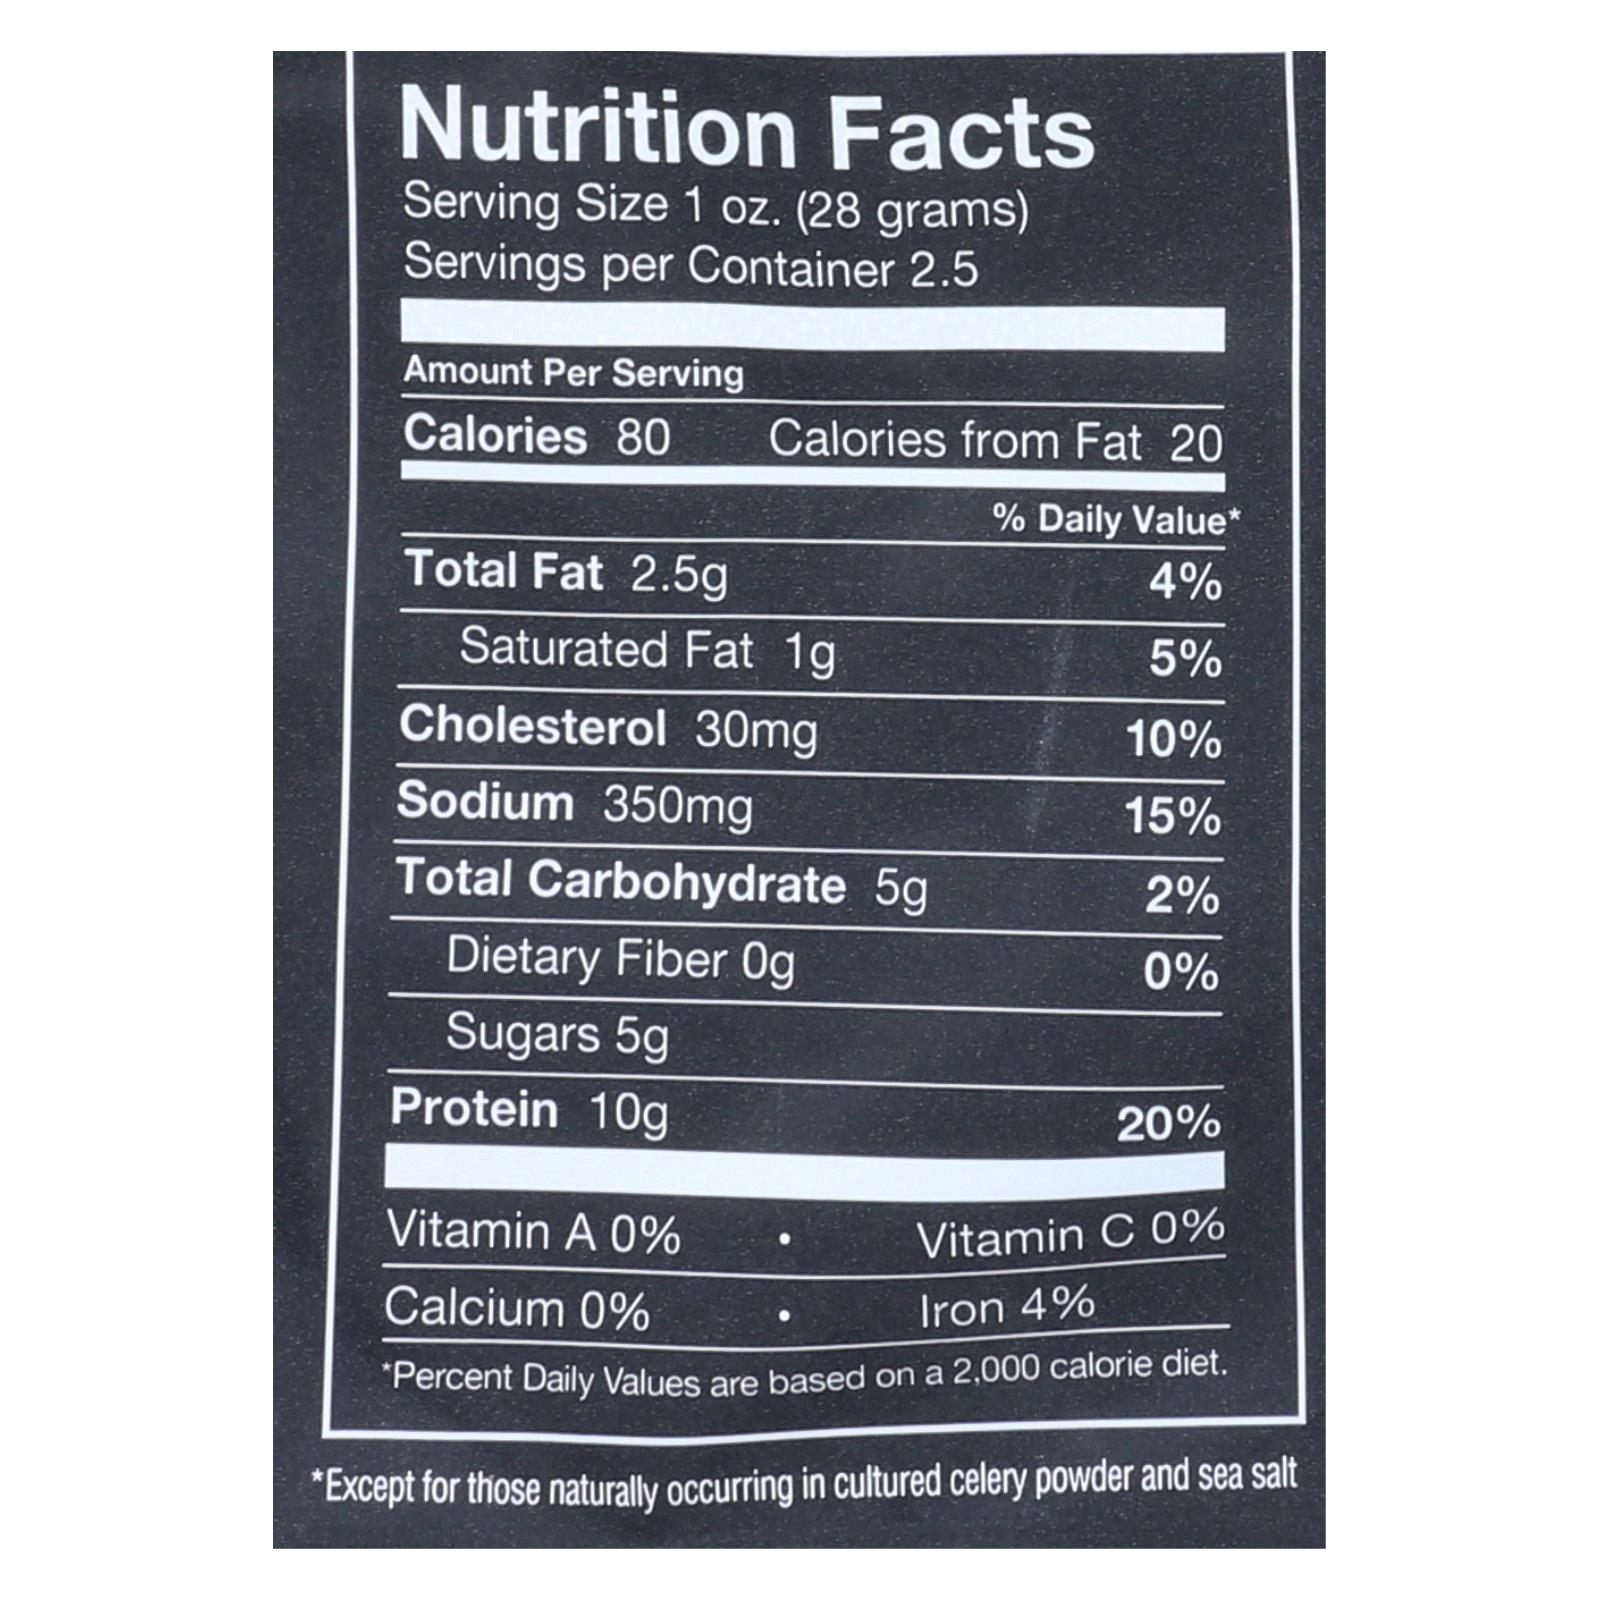 Nutrition Facts
Serving Size 1 oz. (28 grams)
Servings per Container 2.5
Amount Per Serving
Calories 80 Calories from Fat 20
% Daily Value*
Total Fat 2.5g 4%
Saturated Fat 1g 5%
Cholesterol 30mg 10%
Sodium 350mg 15%
Total Carbohydrate 5g 2%
Dietary Fiber 0g 0%
Sugars 5g
Protein 10g 20%
Vitamin A 0% • Vitamin C 0%
Calcium 0% • Iron 4%
*Percent Daily Values are based on a 2,000 calorie diet.
*Except for those naturally occurring in cultured celery powder and sea salt